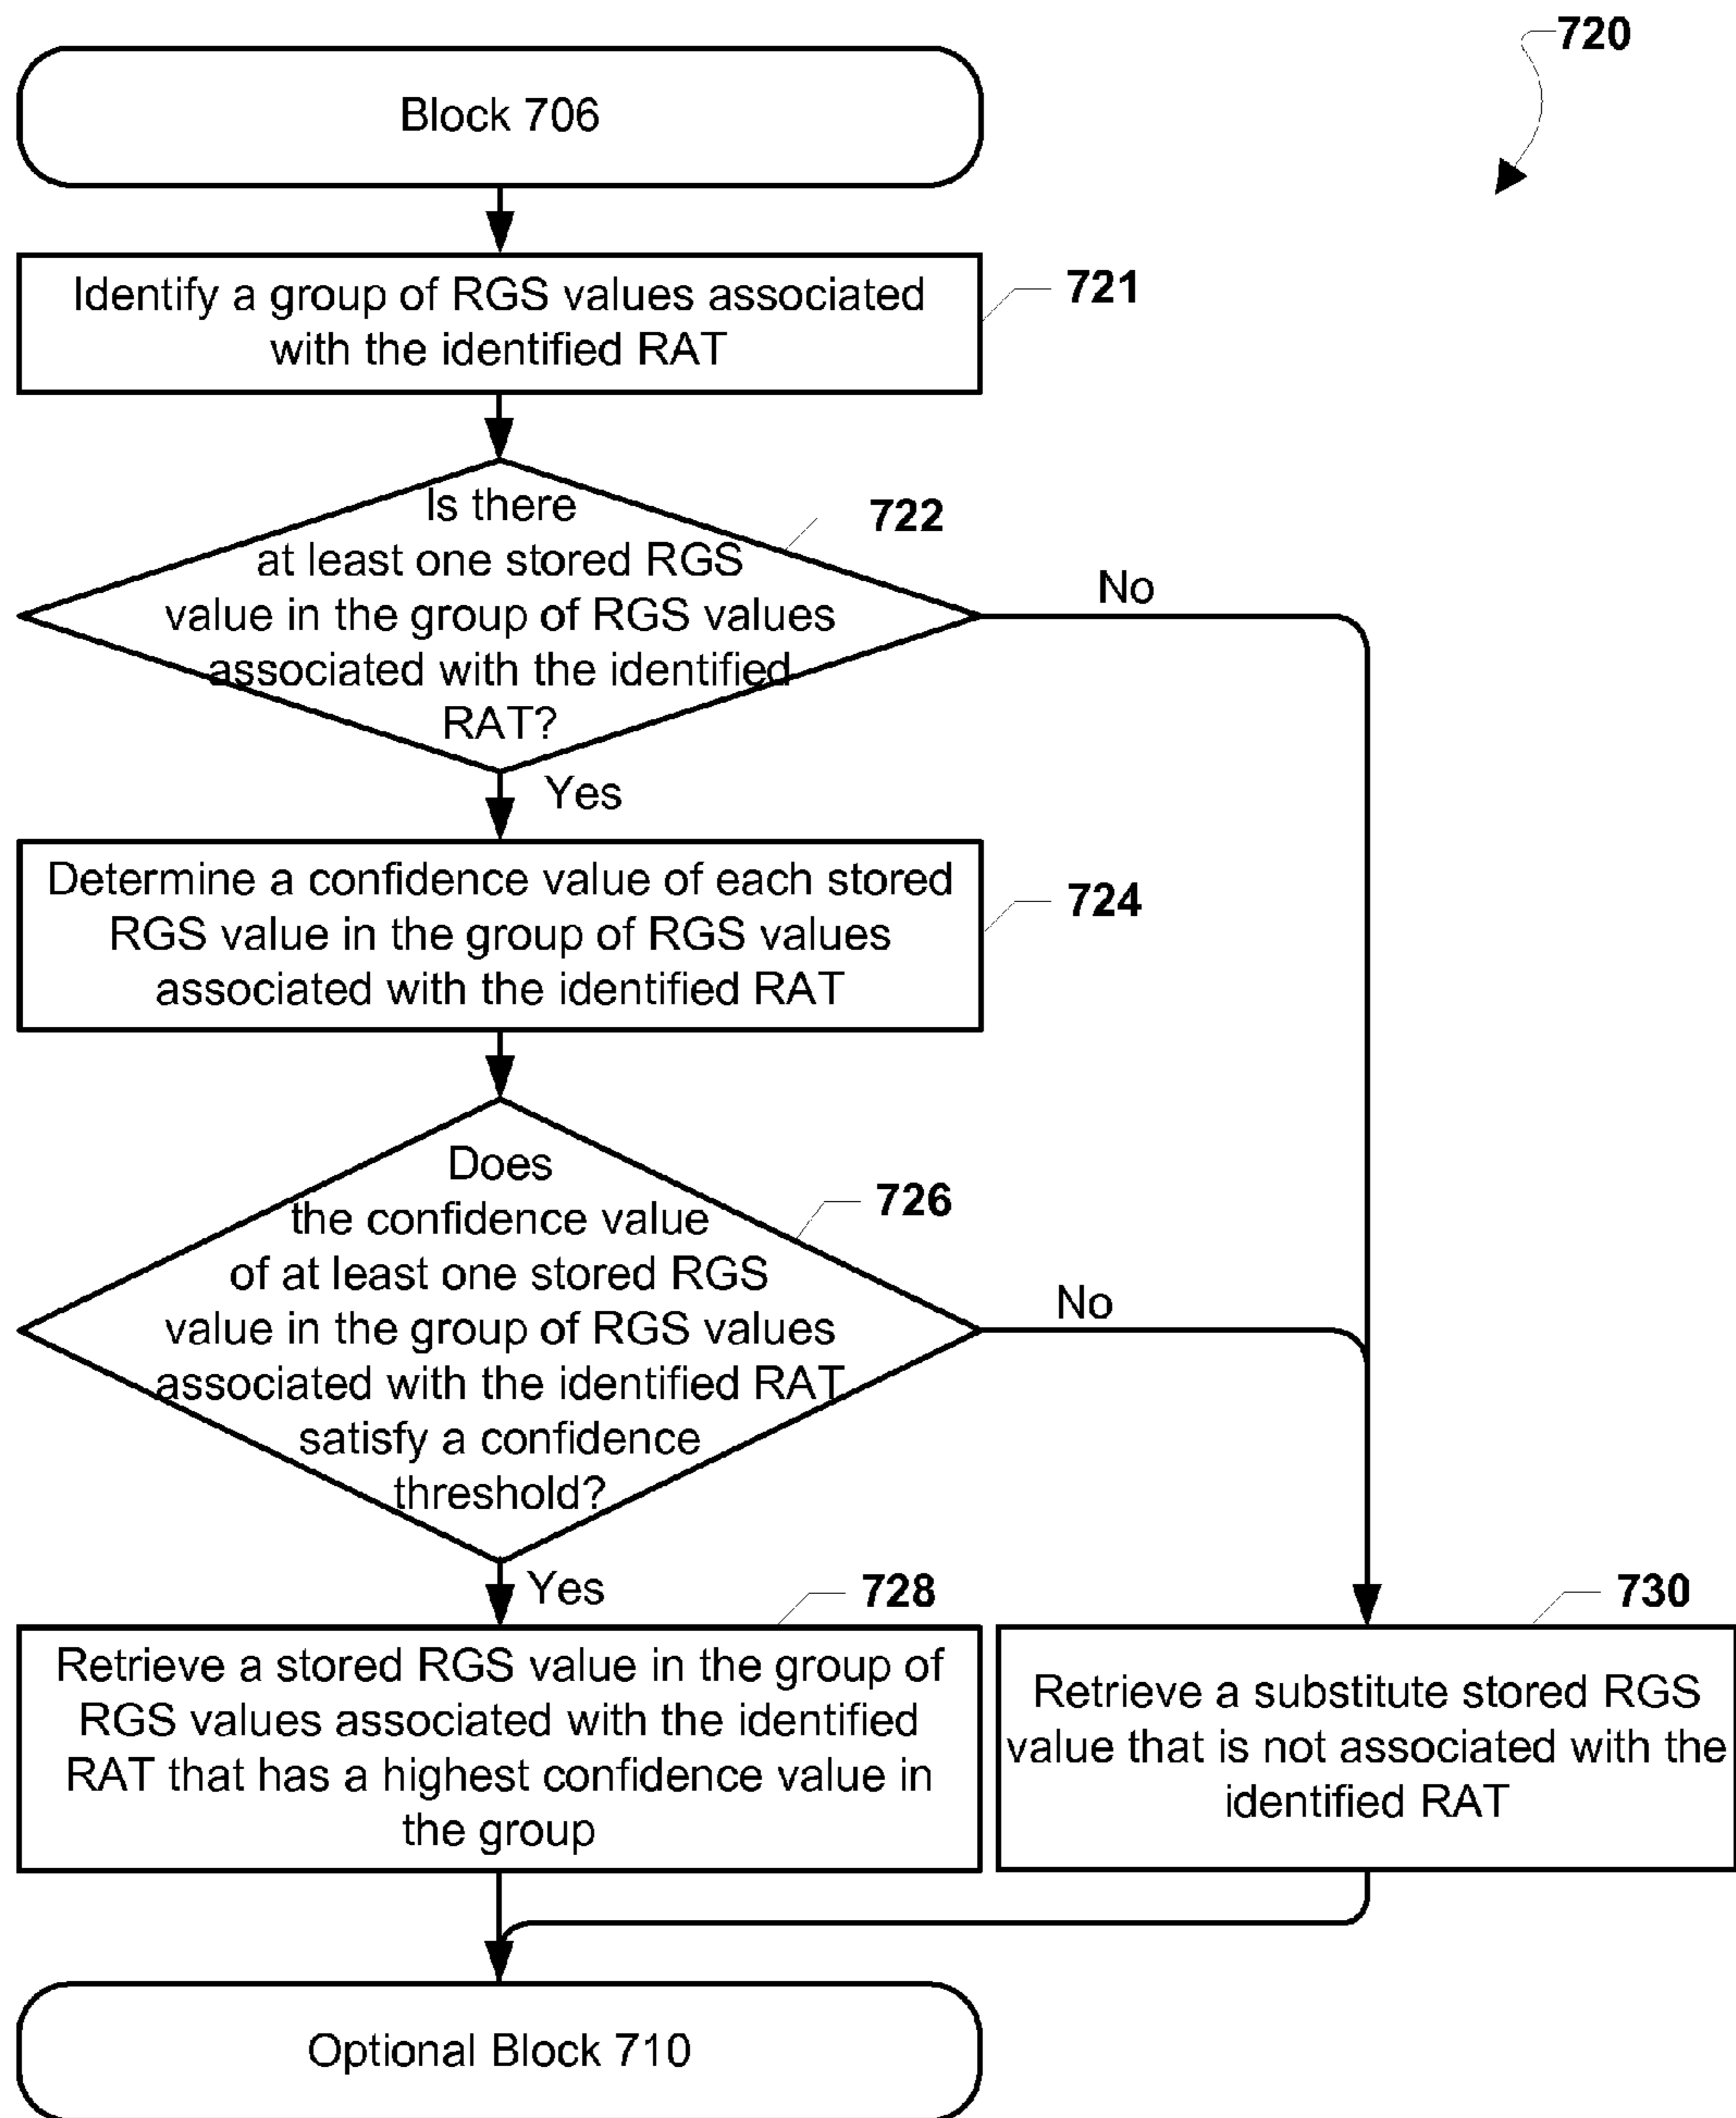 720
Block 706
Identify a group of RGS values associated
with the identified RAT
721
Is there
at least one stored RGS
value in the group of RGS values
associated with the identified
RAT?
722
No
Yes
Determine a confidence value of each stored
RGS value in the group of RGS values
associated with the identified RAT
724
Does
the confidence value
of at least one stored RGS
value in the group of RGS values
associated with the identified RAT
satisfy a confidence
threshold?
726
No
Yes
728
Retrieve a stored RGS value in the group of
RGS values associated with the identified
RAT that has a highest confidence value in
the group
730
Retrieve a substitute stored RGS
value that is not associated with the
identified RAT
Optional Block 710